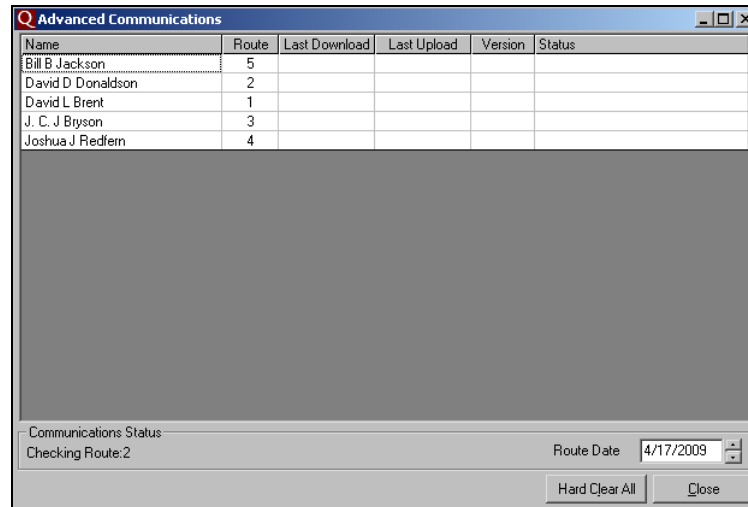 Q Advanced Communications
Name Route Last Download Last Upload Version Status
Bill B Jackson 5
David D Donaldson 2
David L Brent 1
J. C. J Bryson 3
Joshua J Redfern 4
Communications Status
Checking Route:2 Route Date 4/17/2009
Hard Clear All Close